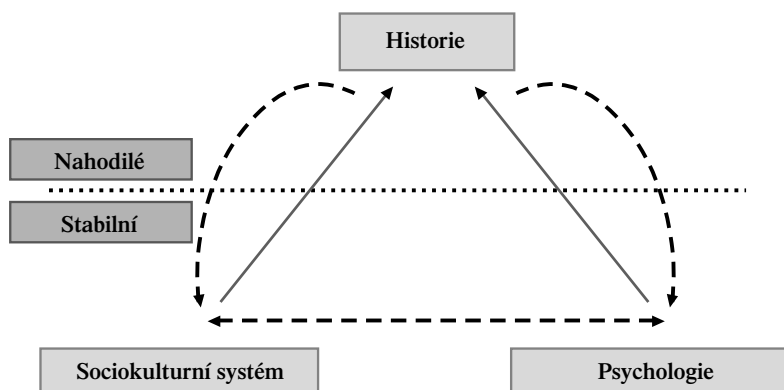 Historie
Nahodilé
Stabilní
Sociokulturní systém
Psychologie